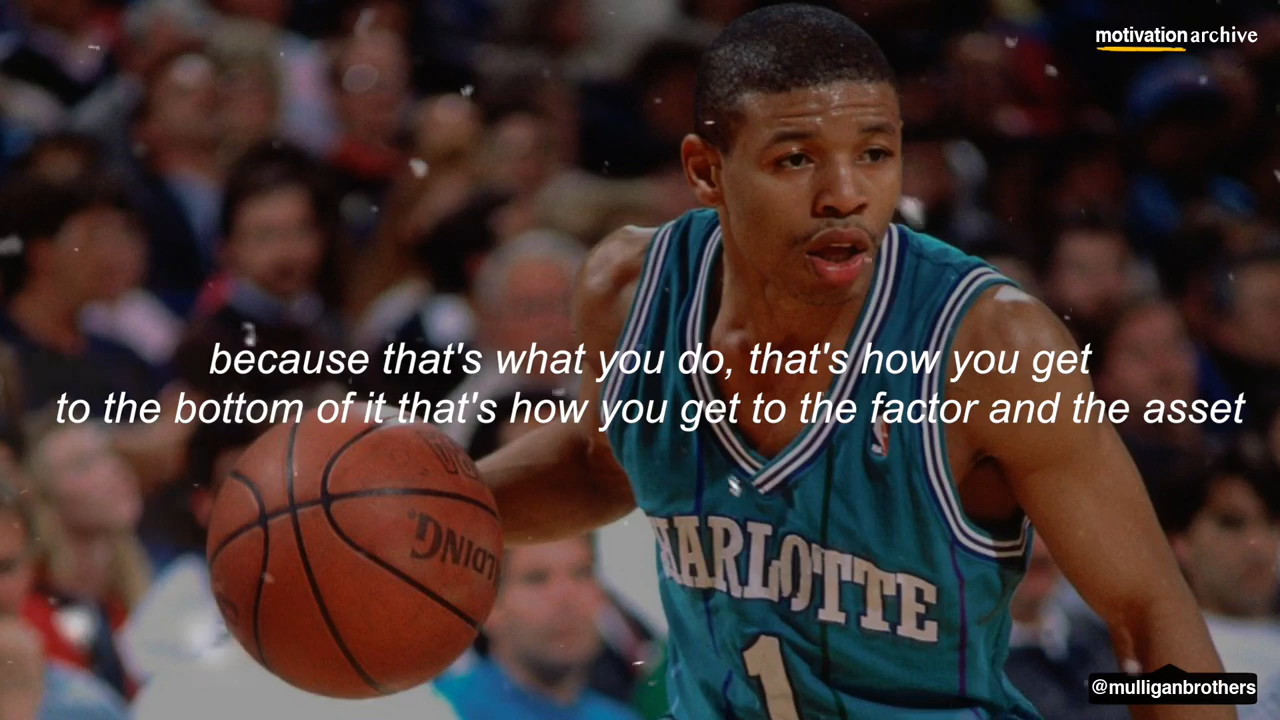 motivationarchive
because that's what you do, that's how you get
to the bottom of it that's how you get to the factor and the asset
SPALDING
CHARLOTTE
1
@mulliganbrothers